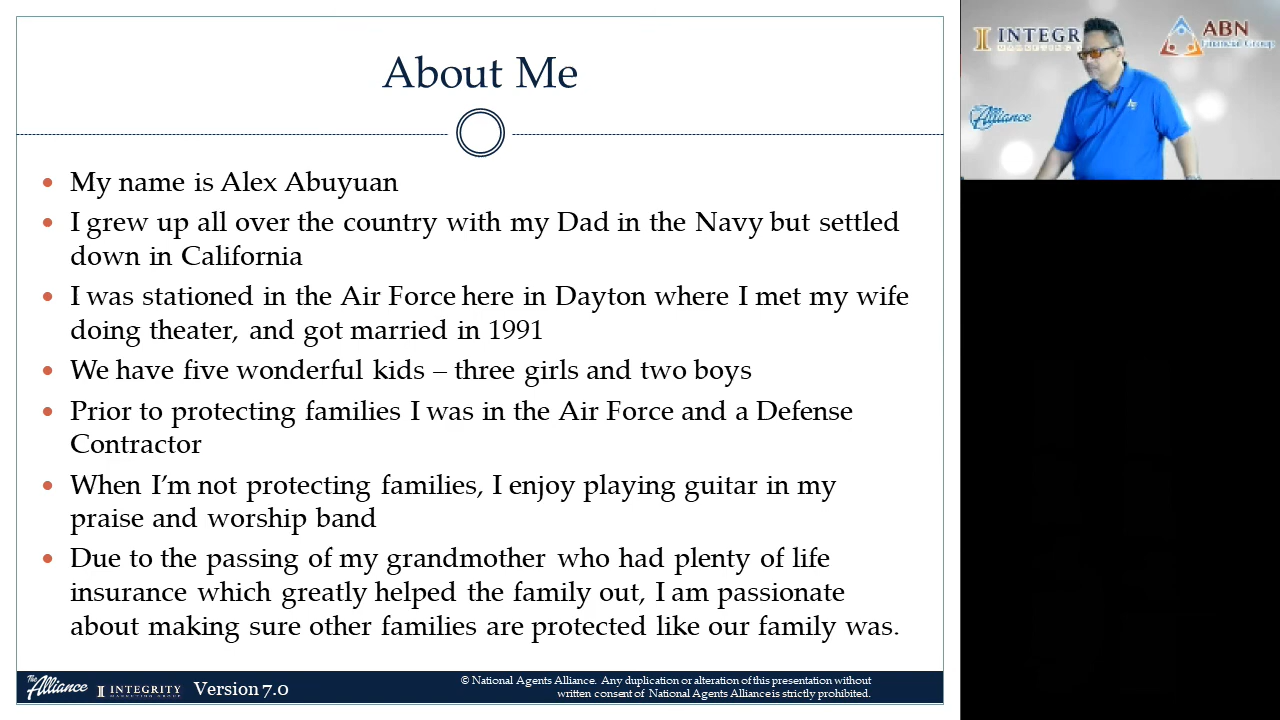 About Me
My name is Alex Abuyuan
I grew up all over the country with my Dad in the Navy but settled
down in California
I was stationed in the Air Force here in Dayton where I met my wife
doing theater, and got married in 1991
We have five wonderful kids – three girls and two boys
Prior to protecting families I was in the Air Force and a Defense
Contractor
When I'm not protecting families, I enjoy playing guitar in my
praise and worship band
Due to the passing of my grandmother who had plenty of life
insurance which greatly helped the family out, I am passionate
about making sure other families are protected like our family was.
The Alliance
INTEGRITY
MARKETING GROUP
Version 7.0
© National Agents Alliance. Any duplication or alteration of this presentation without
written consent of National Agents Alliance is strictly prohibited.
INTEGR
ABN
Financial Group
The Alliance